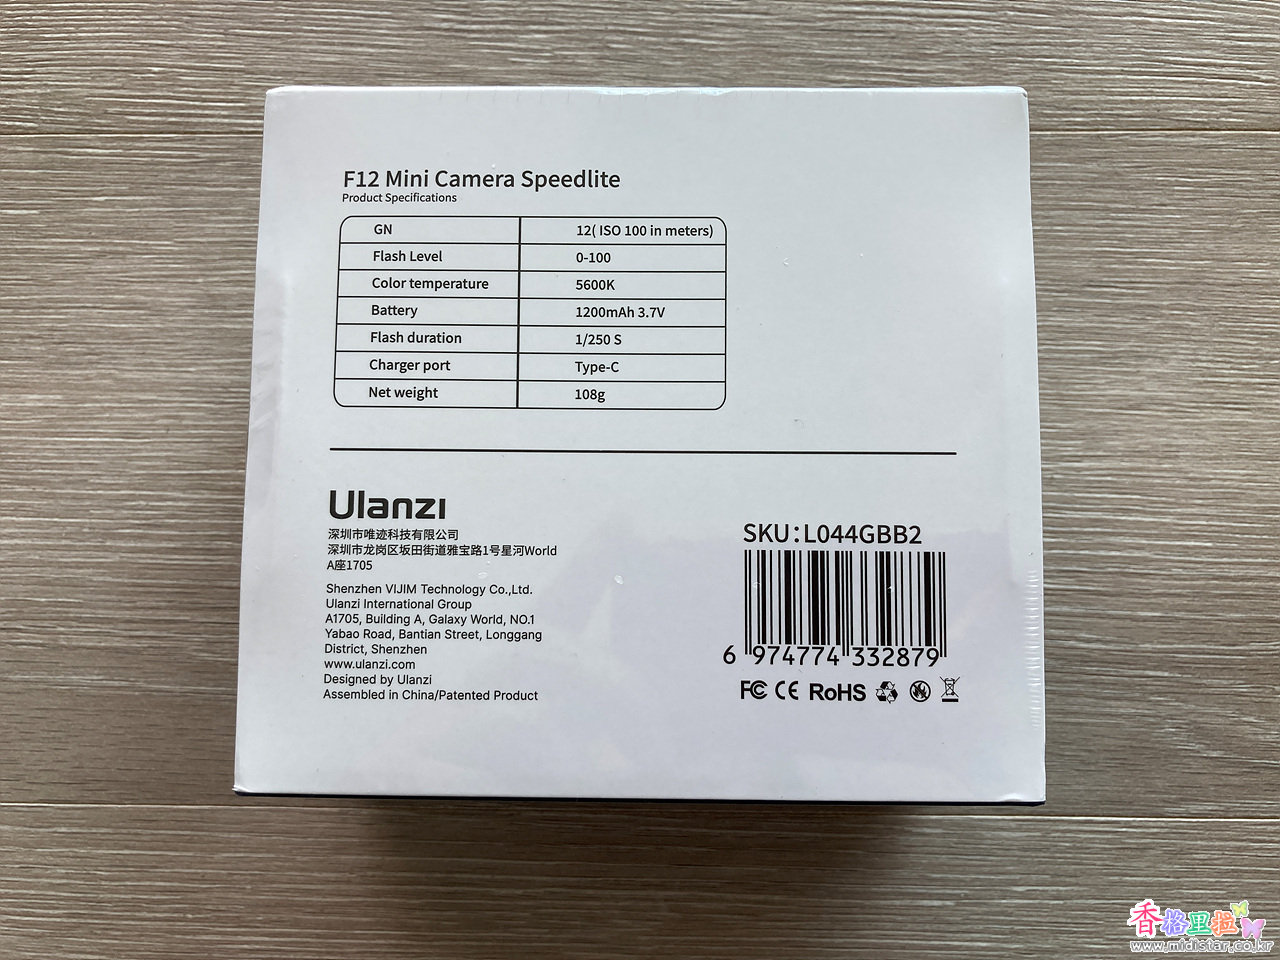 F12 Mini Camera Speedlite
Product Specifications
GN 12( ISO 100 in meters)
Flash Level 0-100
Color temperature 5600K
Battery 1200mAh 3.7V
Flash duration 1/250 S
Charger port Type-C
Net weight 108g
Ulanzi
深圳市唯迹科技有限公司
深圳市龙岗区坂田街道雅宝路1号星河World
A座1705
Shenzhen VIJIM Technology Co.,Ltd.
Ulanzi International Group
A1705, Building A, Galaxy World, NO.1
Yabao Road, Bantian Street, Longgang
District, Shenzhen
www.ulanzi.com
Designed by Ulanzi
Assembled in China/Patented Product
SKU:L044GBB2
6 974774 332879
FC CE RoHS
香格里拉
www.midistar.co.kr